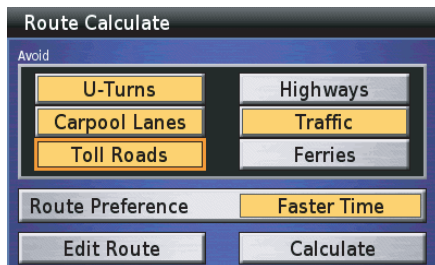 Route Calculate
Avoid
U-Turns Highways
Carpool Lanes Traffic
Toll Roads Ferries
Route Preference Faster Time
Edit Route Calculate